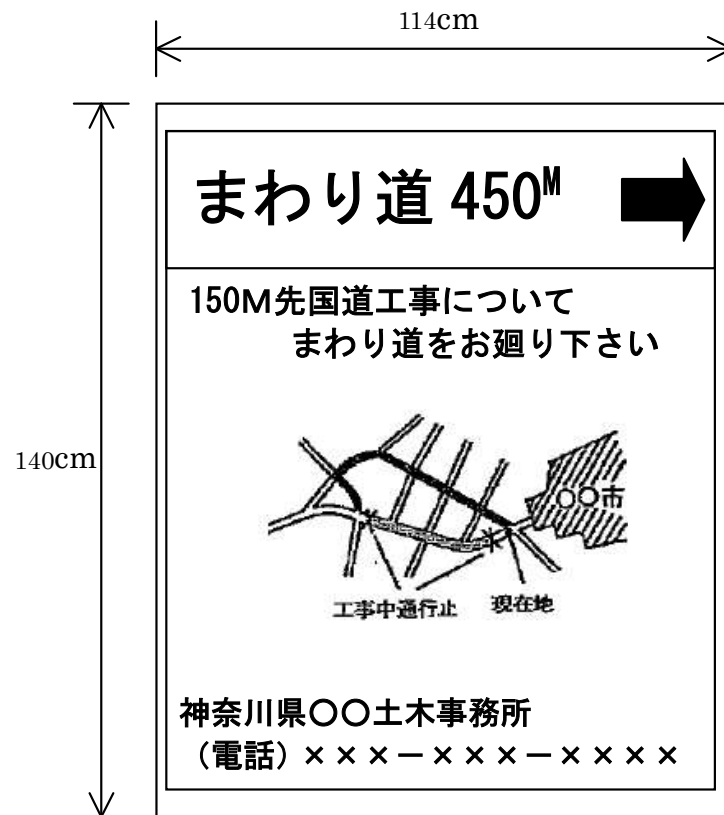 114cm
まわり道 450M
150M先国道工事について
まわり道をお廻り下さい
140cm
〇〇市
工事中通行止 現在地
神奈川県〇〇土木事務所
（電話）×××－×××－××××